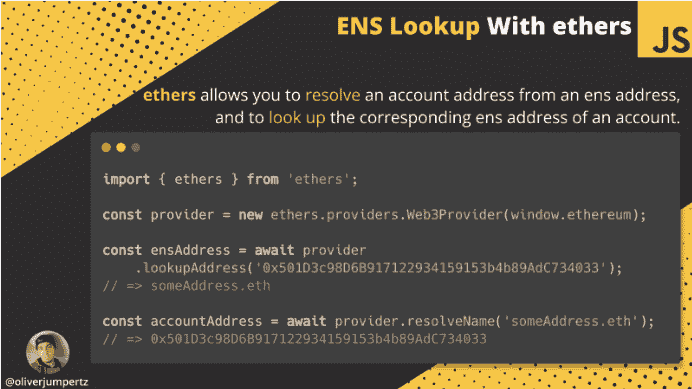 ENS Lookup With ethers
JS
ethers allows you to resolve an account address from an ens address,
and to look up the corresponding ens address of an account.
import { ethers } from 'ethers';
const provider = new ethers.providers.Web3Provider(window.ethereum);
const ensAddress = await provider
.lookupAddress('0x501D3c98D6B917122934159153b4b89AdC734033');
// => someAddress.eth
const accountAddress = await provider.resolveName('someAddress.eth');
// => 0x501D3c98D6B917122934159153b4b89AdC734033
@oliverjumpertz